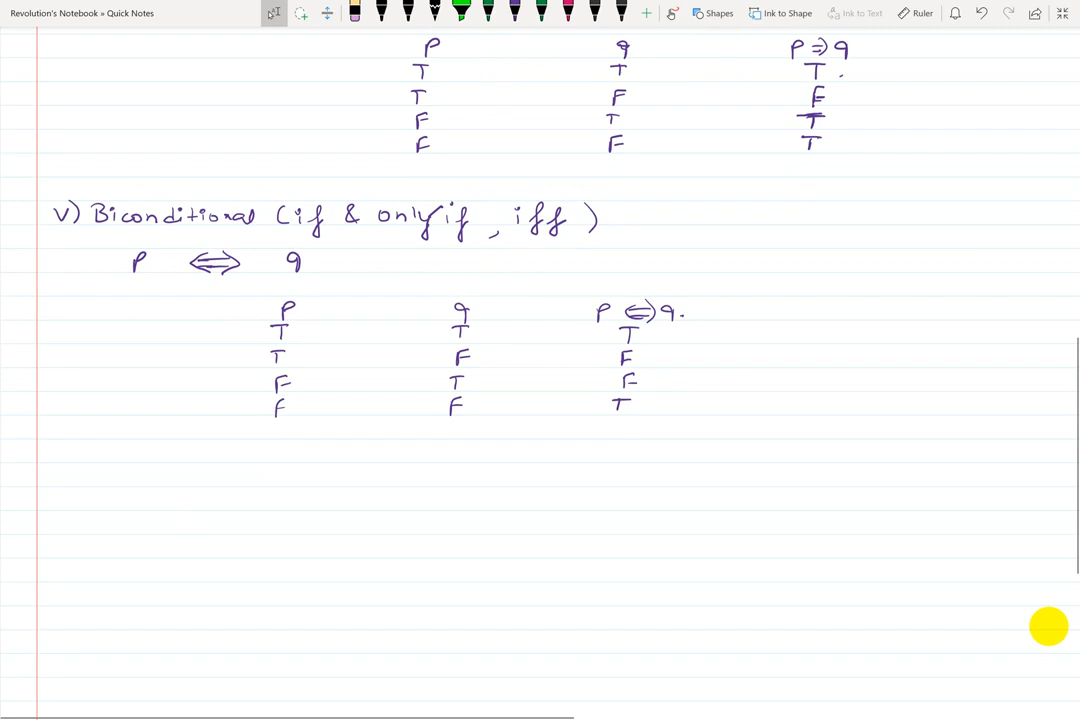 Revolution's Notebook » Quick Notes Shapes Ink to Shape Ink to Text Ruler
P q P ⇒ q
T T T .
T F F
F T T
F F T
V) Biconditional (if & only if, iff)
P ⇔ q
P q P ⇔ q.
T T T
T F F
F T F
F F T